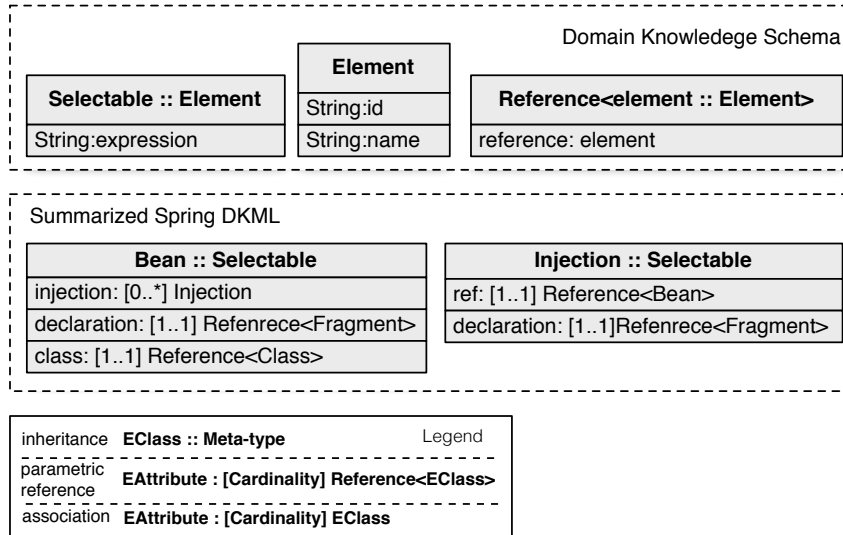 Domain Knowledege Schema
Element
String:id
String:name
Selectable :: Element
String:expression
Reference<element :: Element>
reference: element
Summarized Spring DKML
Bean :: Selectable
injection: [0..*] Injection
declaration: [1..1] Refenrece<Fragment>
class: [1..1] Reference<Class>
Injection :: Selectable
ref: [1..1] Reference<Bean>
declaration: [1..1]Refenrece<Fragment>
Legend
inheritance EClass :: Meta-type
parametric
reference EAttribute : [Cardinality] Reference<EClass>
association EAttribute : [Cardinality] EClass